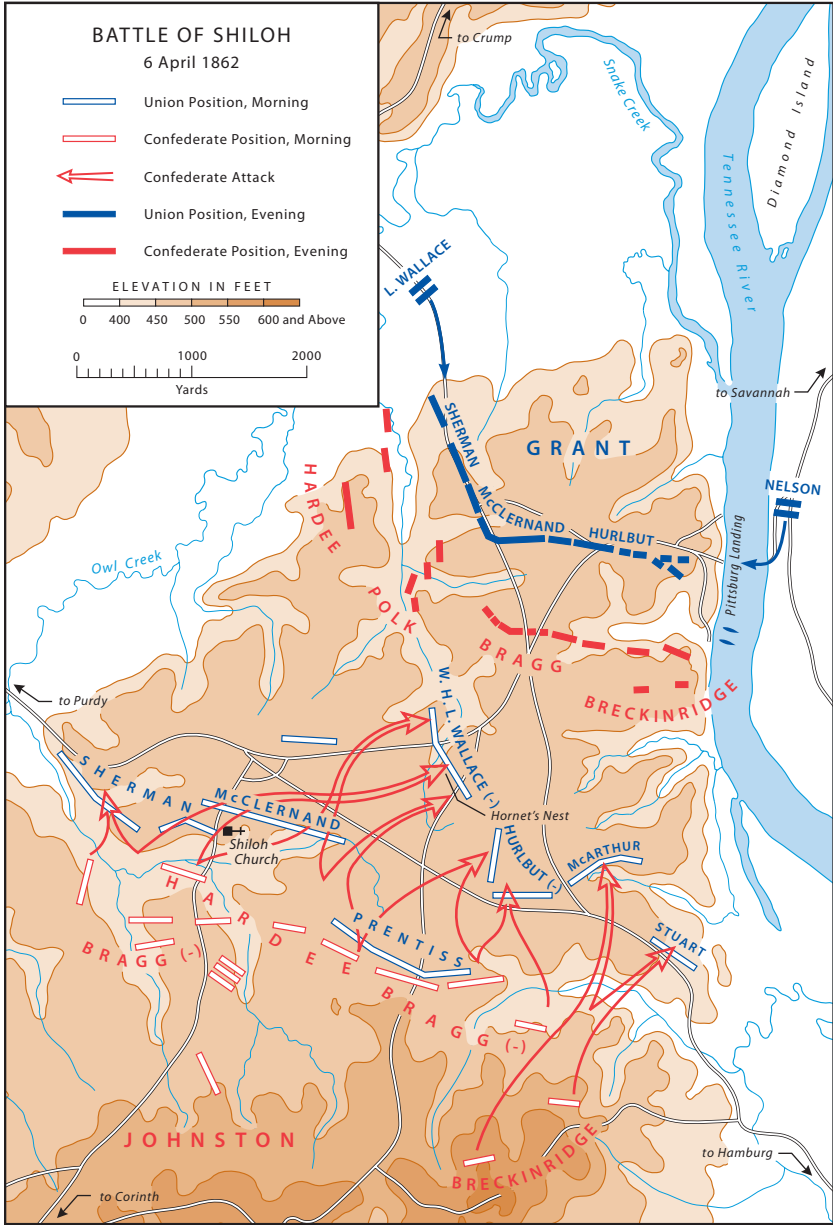 BATTLE OF SHILOH
6 April 1862
Union Position, Morning
Confederate Position, Morning
Confederate Attack
Union Position, Evening
Confederate Position, Evening
ELEVATION IN FEET
0 400 450 500 550 600 and Above
0 1000 2000
Yards
to Crump
Snake Creek
Diamond Island
Tennessee River
L. WALLACE
to Savannah
SHERMAN
GRANT
HARDEE
McCLERNAND
HURLBUT
NELSON
Pittsburg Landing
Owl Creek
POLK
BRAGG
BRECKINRIDGE
to Purdy
W. H. L. WALLACE (-)
SHERMAN
McCLERNAND
Hornet's Nest
Shiloh
Church
HURLBUT (-)
McARTHUR
HARDEE
PRENTISS
STUART
BRAGG (-)
BRAGG (-)
JOHNSTON
BRECKINRIDGE
to Hamburg
to Corinth